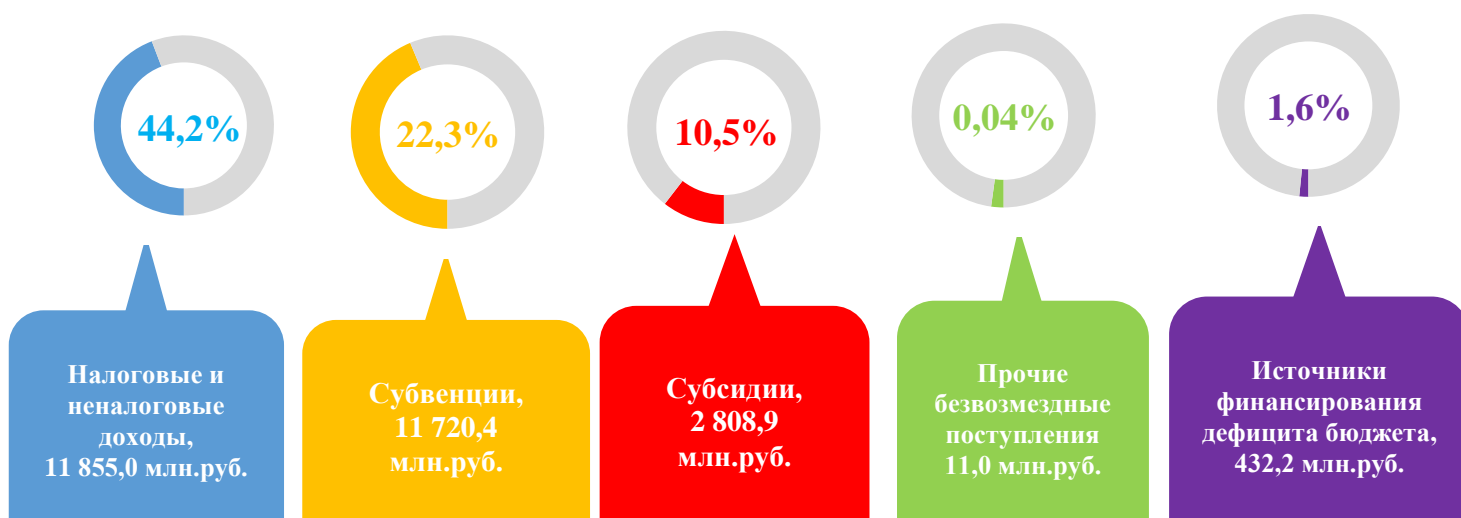 44,2%
22,3%
10,5%
0,04%
1,6%
Налоговые и
неналоговые
доходы,
11 855,0 млн.руб.
Субвенции,
11 720,4
млн.руб.
Субсидии,
2 808,9
млн.руб.
Прочие
безвозмездные
поступления
11,0 млн.руб.
Источники
финансирования
дефицита бюджета,
432,2 млн.руб.